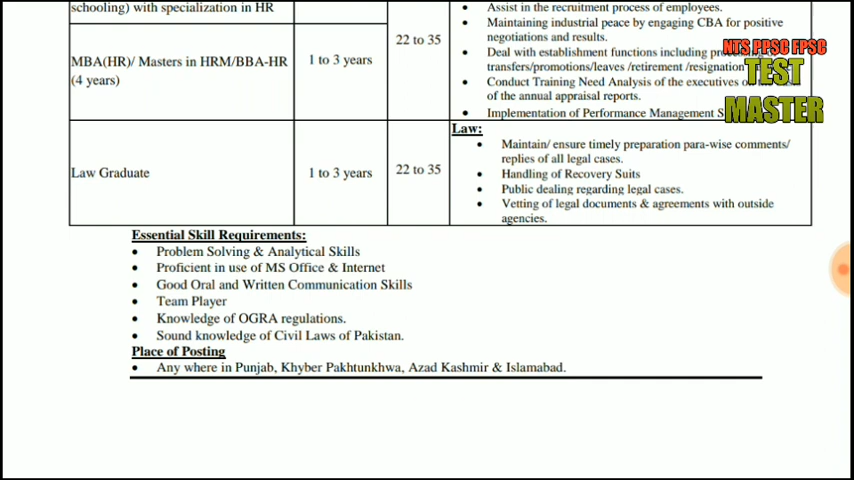 schooling) with specialization in HR
MBA(HR)/ Masters in HRM/BBA-HR
(4 years)
1 to 3 years
22 to 35
Assist in the recruitment process of employees.
• Maintaining industrial peace by engaging CBA for positive
negotiations and results.
• Deal with establishment functions including
transfers/promotions/leaves /retirement /resignation
• Conduct Training Need Analysis of the executives
of the annual appraisal reports.
• Implementation of Performance Management
NTS PPSC FPSC
TEST
MASTER
Law Graduate
1 to 3 years
22 to 35
Law:
• Maintain/ ensure timely preparation para-wise comments/
replies of all legal cases.
• Handling of Recovery Suits
• Public dealing regarding legal cases.
• Vetting of legal documents & agreements with outside
agencies.
Essential Skill Requirements:
• Problem Solving & Analytical Skills
• Proficient in use of MS Office & Internet
• Good Oral and Written Communication Skills
• Team Player
• Knowledge of OGRA regulations.
• Sound knowledge of Civil Laws of Pakistan.
Place of Posting
• Any where in Punjab, Khyber Pakhtunkhwa, Azad Kashmir & Islamabad.